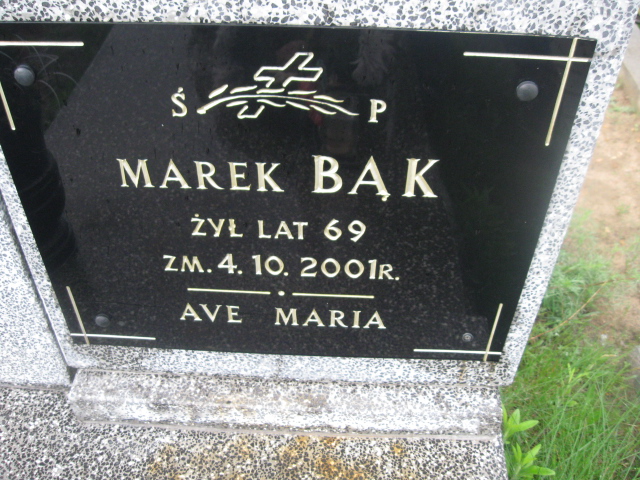 Ś P
MAREK BĄK
ŻYŁ LAT 69
ZM. 4. 10. 2001R.
AVE MARIA